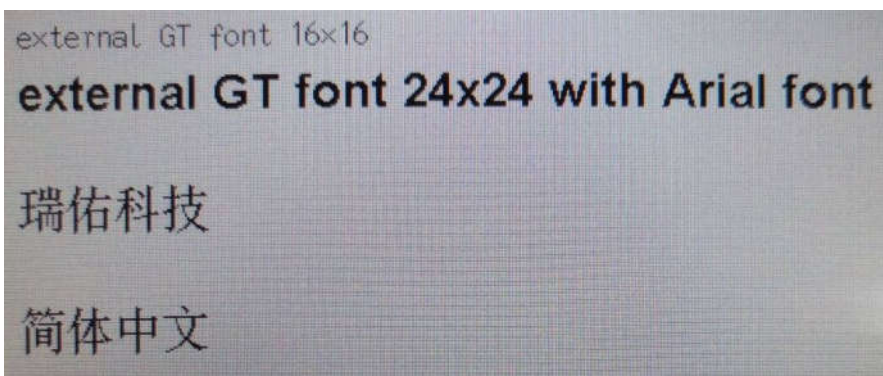 external GT font 16x16
external GT font 24x24 with Arial font
瑞佑科技
简体中文